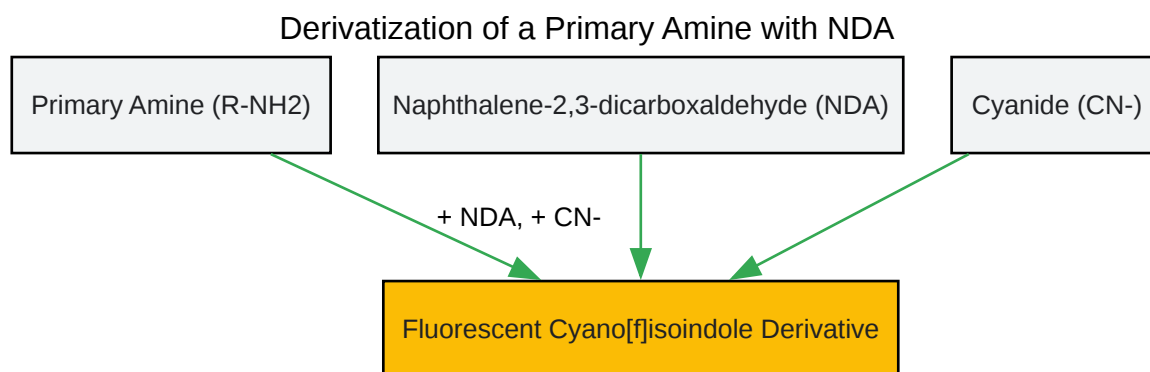 Derivatization of a Primary Amine with NDA
Primary Amine (R-NH2)
Naphthalene-2,3-dicarboxaldehyde (NDA)
Cyanide (CN-)
+ NDA, + CN-
Fluorescent Cyano[f]isoindole Derivative